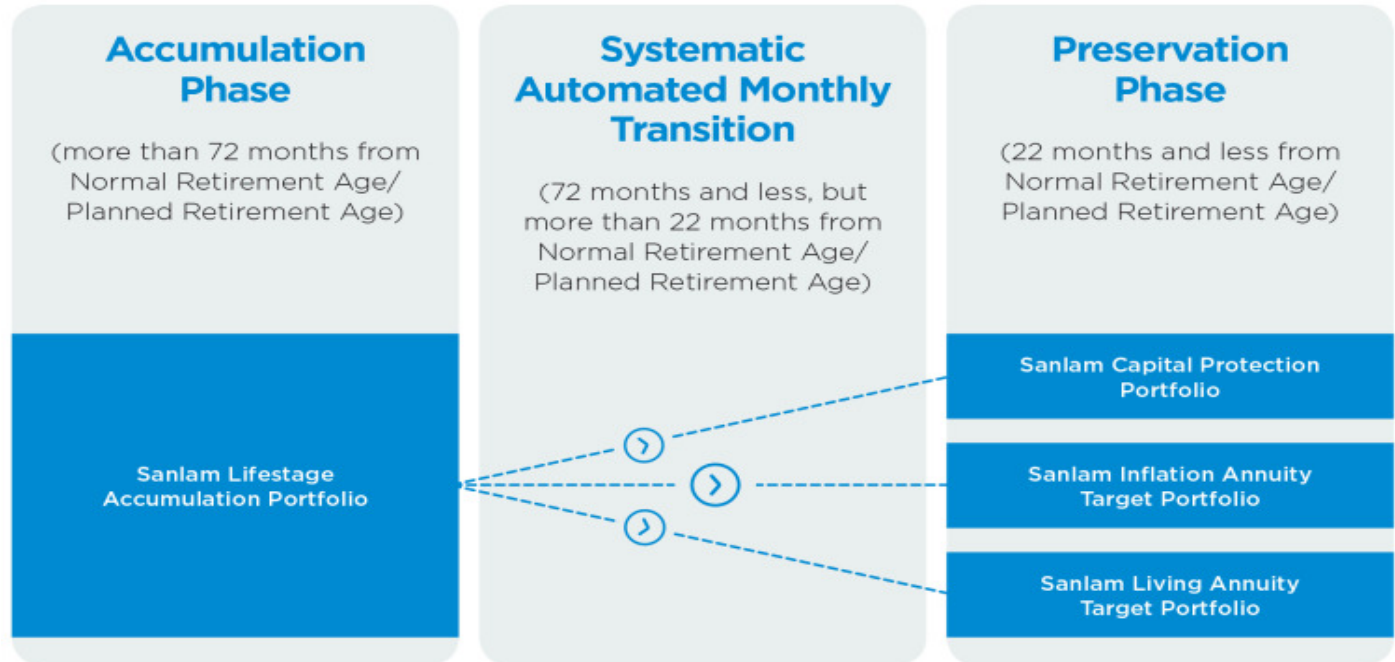 Accumulation
Phase
(more than 72 months from
Normal Retirement Age/
Planned Retirement Age)
Sanlam Lifestage
Accumulation Portfolio
Systematic
Automated Monthly
Transition
(72 months and less, but
more than 22 months from
Normal Retirement Age/
Planned Retirement Age)
Preservation
Phase
(22 months and less from
Normal Retirement Age/
Planned Retirement Age)
Sanlam Capital Protection
Portfolio
Sanlam Inflation Annuity
Target Portfolio
Sanlam Living Annuity
Target Portfolio